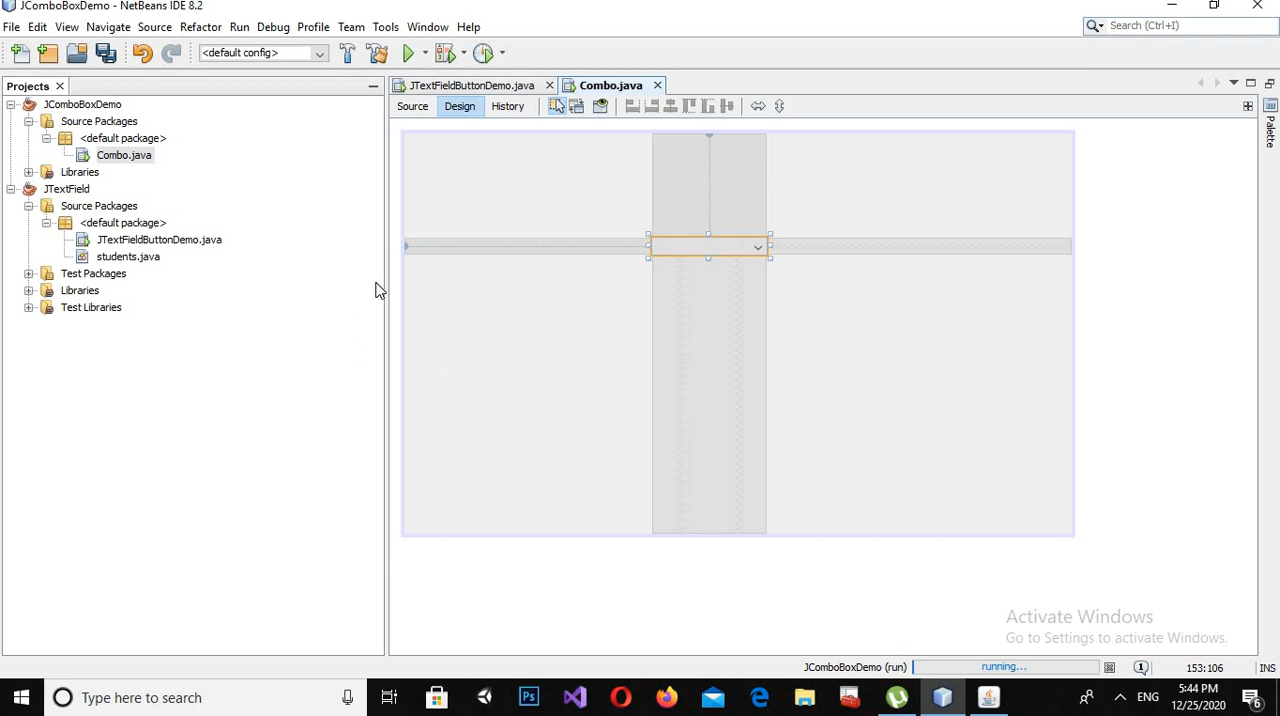 JComboBoxDemo - NetBeans IDE 8.2
File Edit View Navigate Source Refactor Run Debug Profile Team Tools Window Help
Search (Ctrl+I)
<default config>
Projects
JTextFieldButtonDemo.java
Combo.java
Source Design History
JComboBoxDemo
Source Packages
<default package>
Combo.java
Libraries
JTextField
Source Packages
<default package>
JTextFieldButtonDemo.java
students.java
Test Packages
Libraries
Test Libraries
Palette
Activate Windows
Go to Settings to activate Windows.
JComboBoxDemo (run) running... 1 153:106 INS
Type here to search
Ps
ENG
5:44 PM
12/25/2020
6